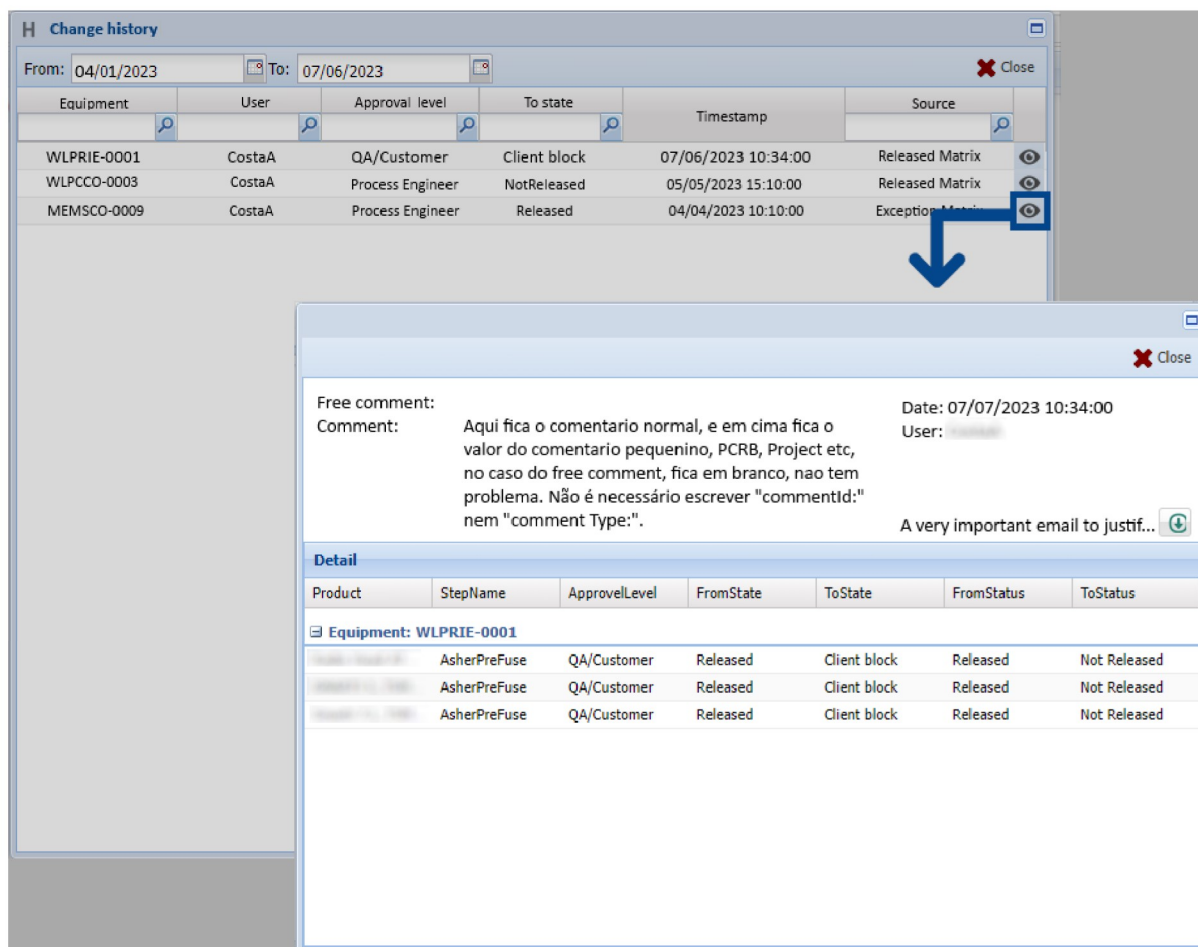 H Change history
From: 04/01/2023 To: 07/06/2023 Close
Equipment User Approval level To state Timestamp Source
WLPRIE-0001 CostaA QA/Customer Client block 07/06/2023 10:34:00 Released Matrix
WLPCCO-0003 CostaA Process Engineer NotReleased 05/05/2023 15:10:00 Released Matrix
MEMSCO-0009 CostaA Process Engineer Released 04/04/2023 10:10:00 Exception Matrix
Close
Free comment:
Date: 07/07/2023 10:34:00
Comment: Aqui fica o comentario normal, e em cima fica o
User:
valor do comentario pequenino, PCRB, Project etc,
no caso do free comment, fica em branco, nao tem
problema. Não é necessário escrever "commentId:"
nem "comment Type:".
A very important email to justif...
Detail
Product StepName ApprovelLevel FromState ToState FromStatus ToStatus
Equipment: WLPRIE-0001
AsherPreFuse QA/Customer Released Client block Released Not Released
AsherPreFuse QA/Customer Released Client block Released Not Released
AsherPreFuse QA/Customer Released Client block Released Not Released